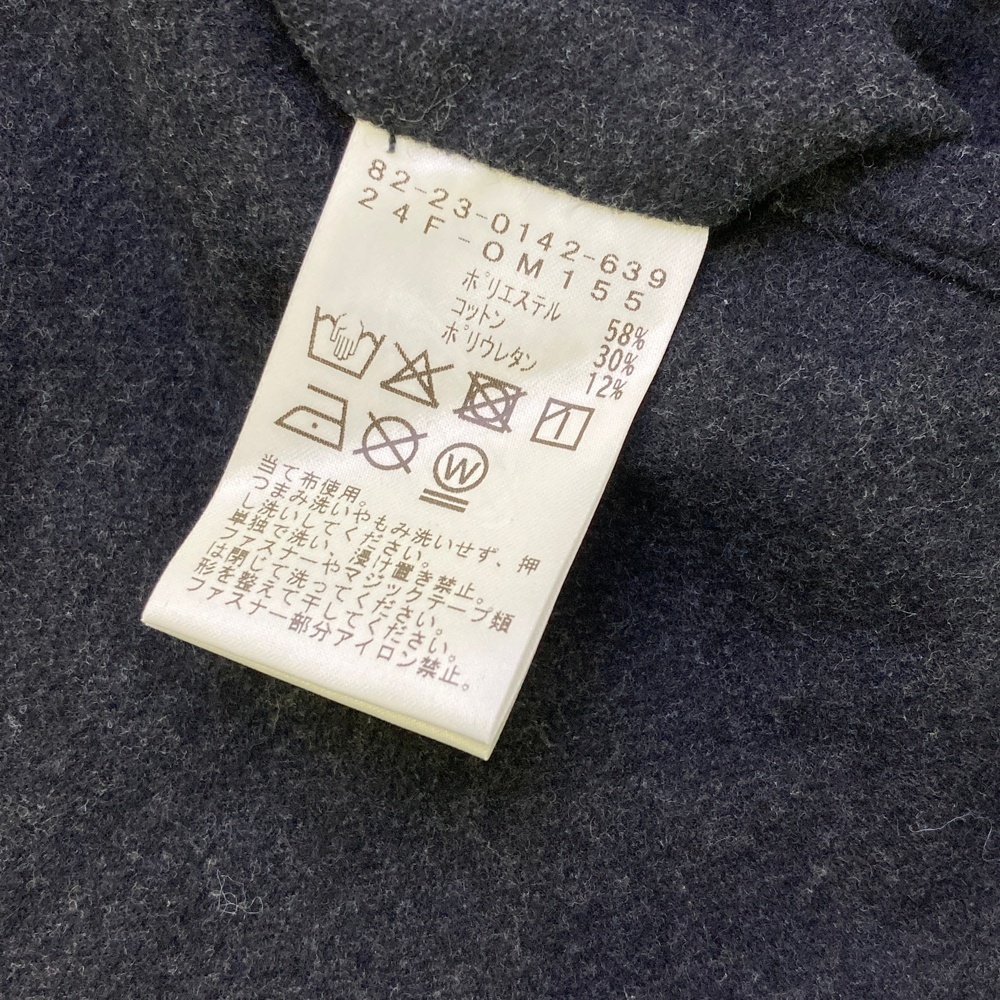 82-23-0142-639
24F-OM155
ポリエステル 58%
コットン 30%
ポリウレタン 12%
W
当て布使用。
つまみ洗いやもみ洗いせず、押
し洗いしてください。
単独で洗い、浸け置き禁止。
ファスナーやマジックテープ類
は閉じて洗ってください。
形を整えて干してください。
ファスナー部分アイロン禁止。